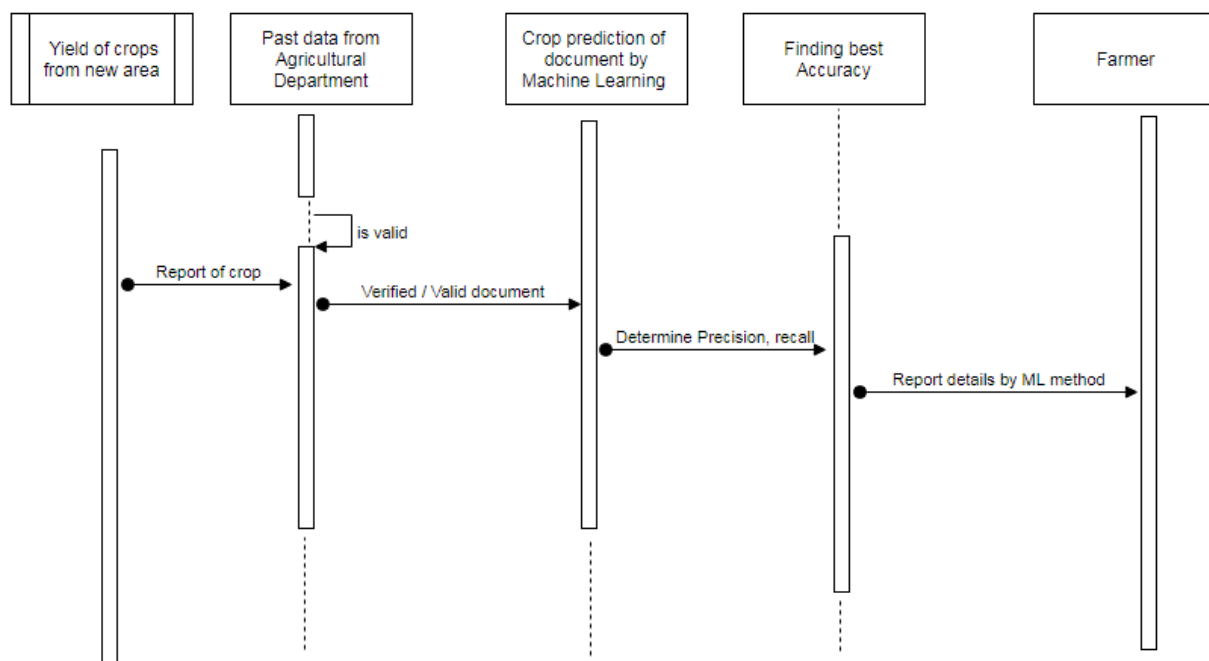 Yield of crops
from new area
Past data from
Agricultural
Department
Crop prediction of
document by
Machine Learning
Finding best
Accuracy
Farmer
is valid
Report of crop
Verified / Valid document
Determine Precision, recall
Report details by ML method